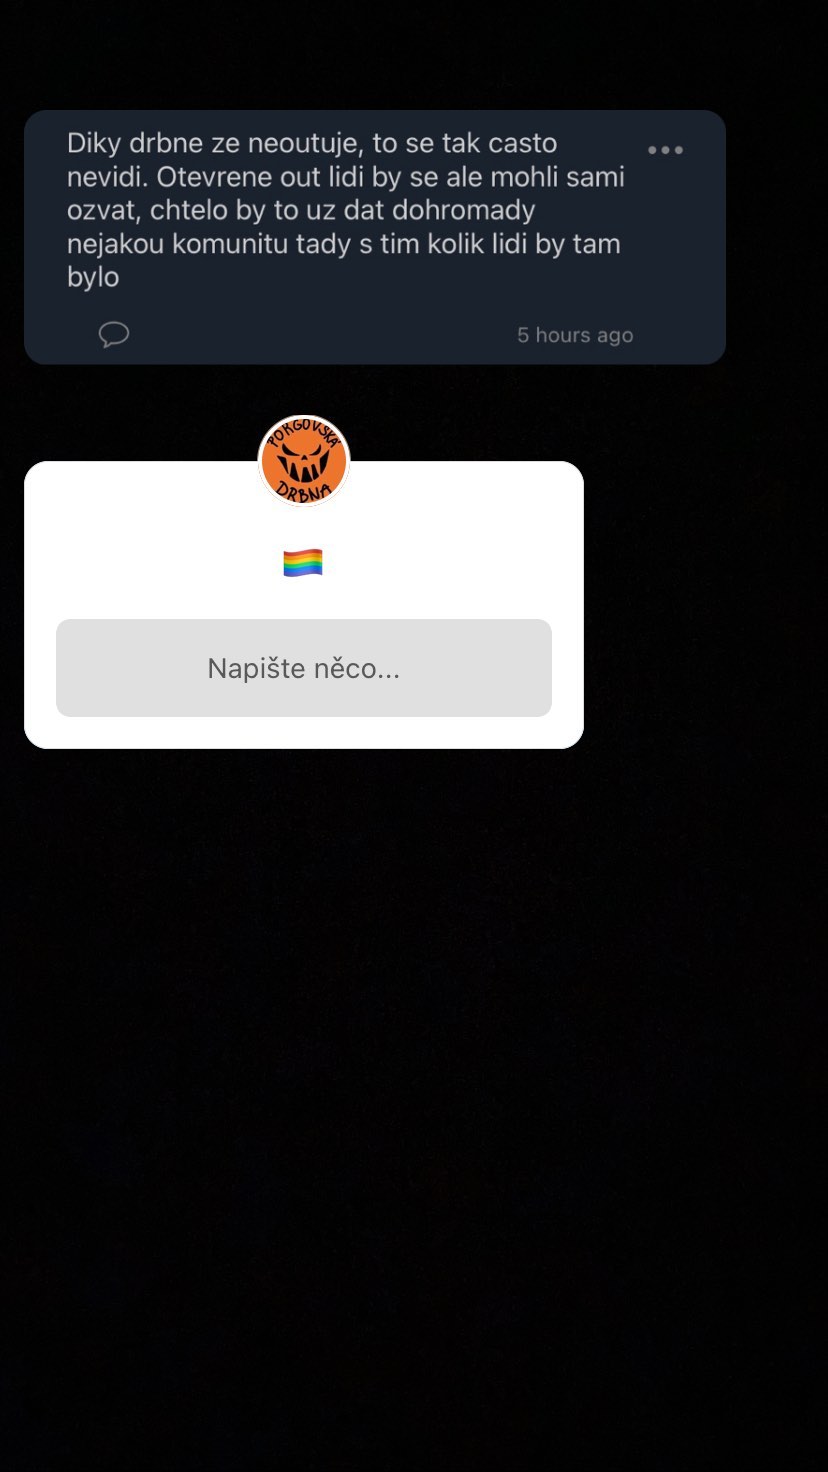 Diky drbne ze neoutuje, to se tak casto
nevidi. Otevrene out lidi by se ale mohli sami
ozvat, chtelo by to uz dat dohromady
nejakou komunitu tady s tim kolik lidi by tam
bylo
5 hours ago
PORGOVSKÁ
DRBNA
Napište něco...